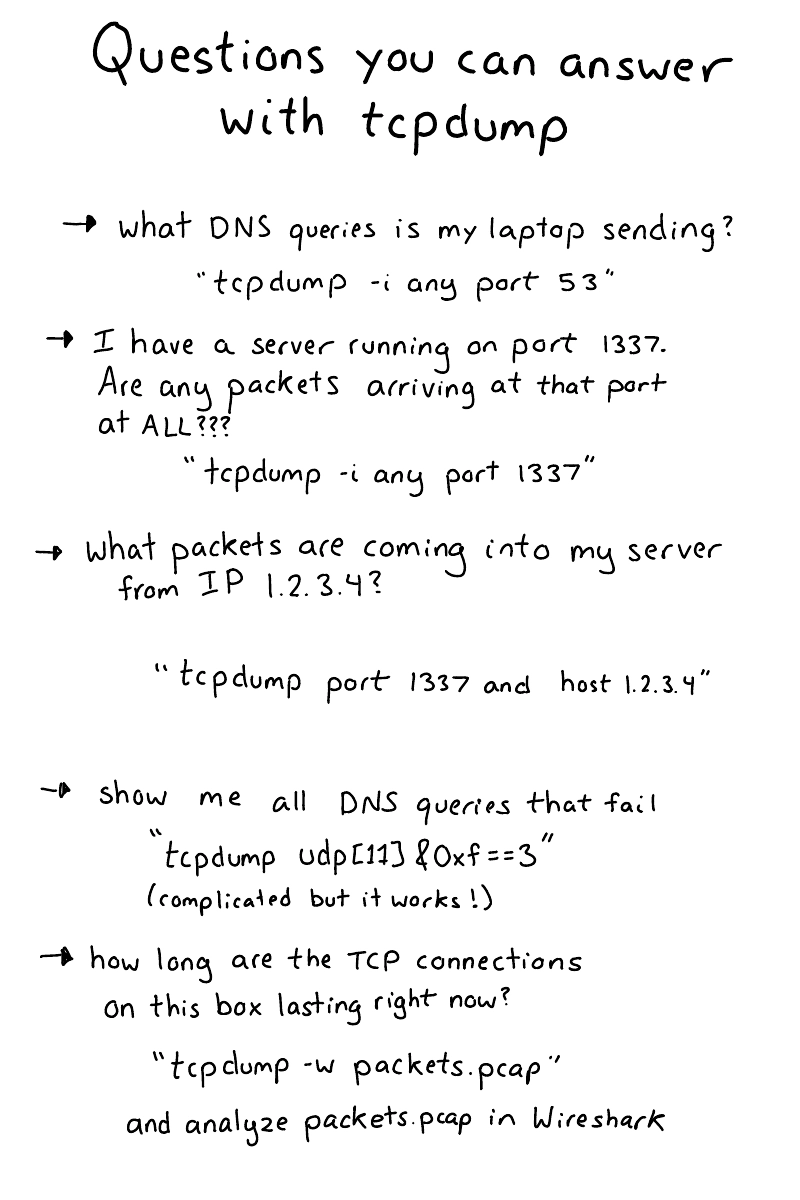 Questions you can answer
with tcpdump
→ what DNS queries is my laptop sending?
"tcpdump -i any port 53"
→ I have a server running on port 1337.
Are any packets arriving at that port
at ALL???
"tcpdump -i any port 1337"
→ what packets are coming into my server
from IP 1.2.3.4?
"tcpdump port 1337 and host 1.2.3.4"
→ show me all DNS queries that fail
"tcpdump udp[11] & 0xf==3"
(complicated but it works!)
→ how long are the TCP connections
on this box lasting right now?
"tcpdump -w packets.pcap"
and analyze packets.pcap in Wireshark